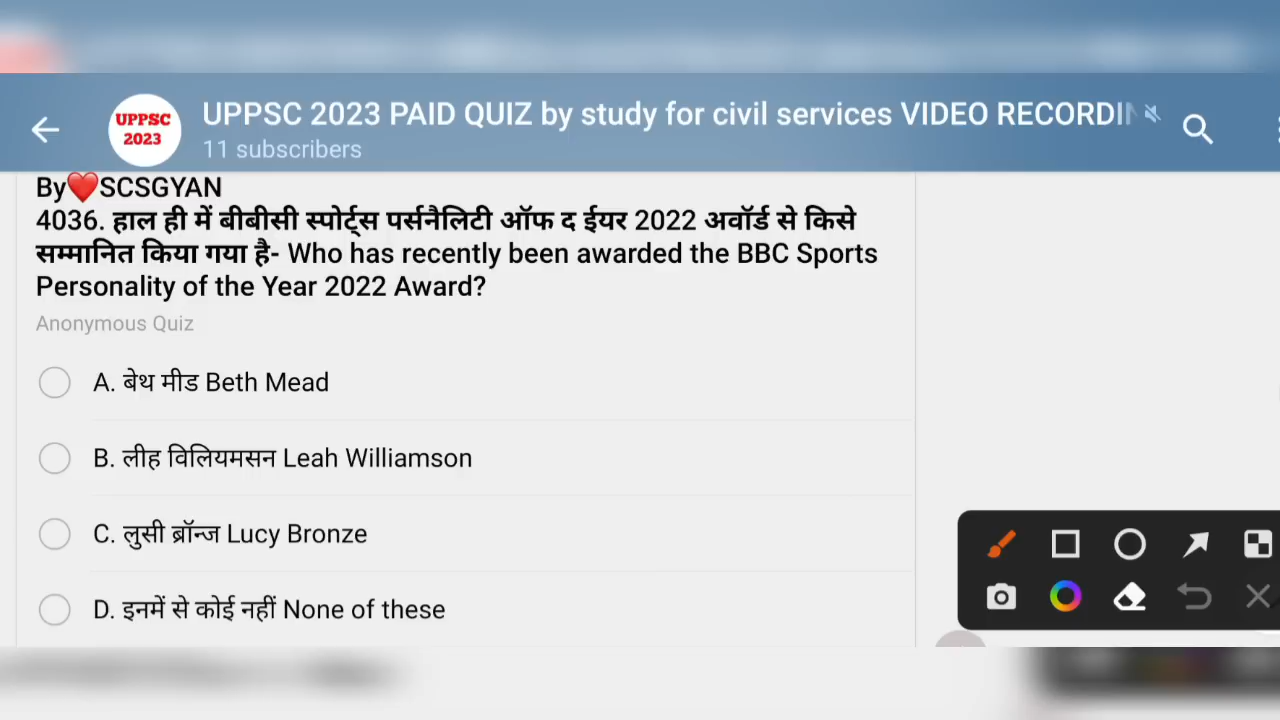 UPPSC
2023
UPPSC 2023 PAID QUIZ by study for civil services VIDEO
11 subscribers
By❤️SCSGYAN
4036. हाल ही में बीबीसी स्पोर्ट्स पर्सनैलिटी ऑफ द ईयर 2022 अवॉर्ड से किसे
सम्मानित किया गया है- Who has recently been awarded the BBC Sports
Personality of the Year 2022 Award?
Anonymous Quiz
A. बेथ मीड Beth Mead
B. लीह विलियमसन Leah Williamson
C. लुसी ब्रॉन्ज Lucy Bronze
D. इनमें से कोई नहीं None of these